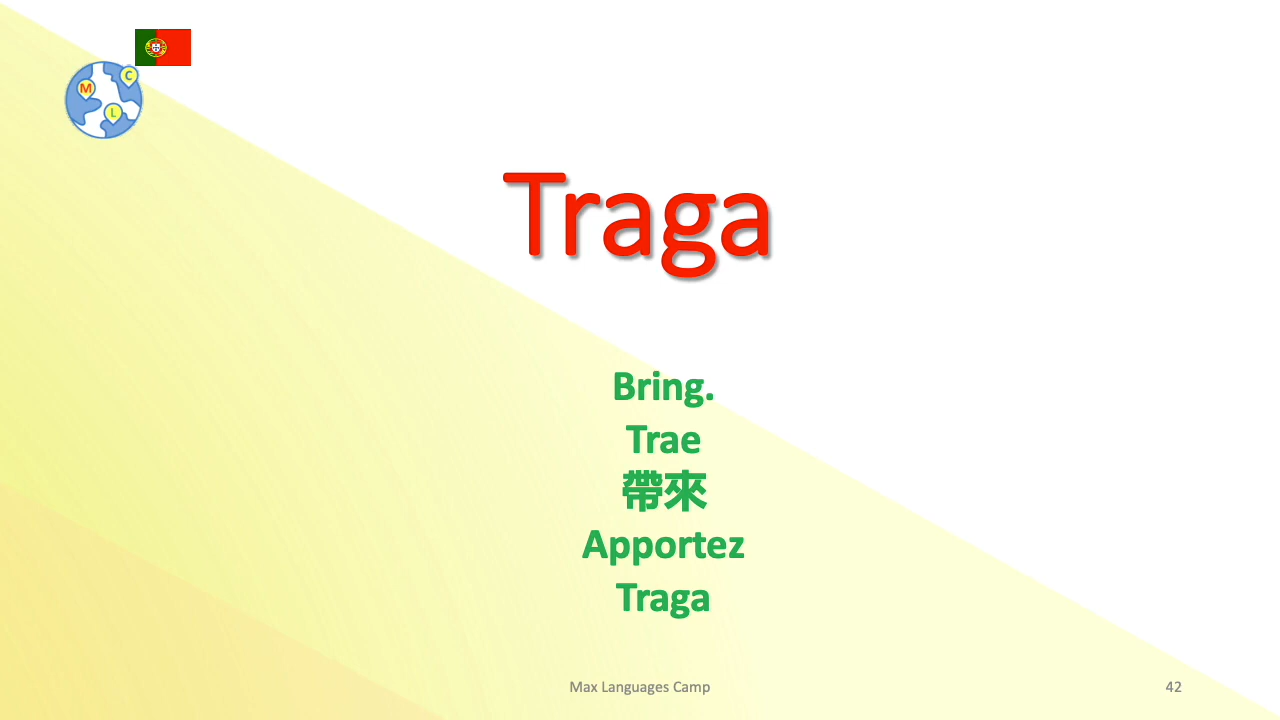 C
M
L
Traga
Bring.
Trae
帶來
Apportez
Traga
Max Languages Camp
42